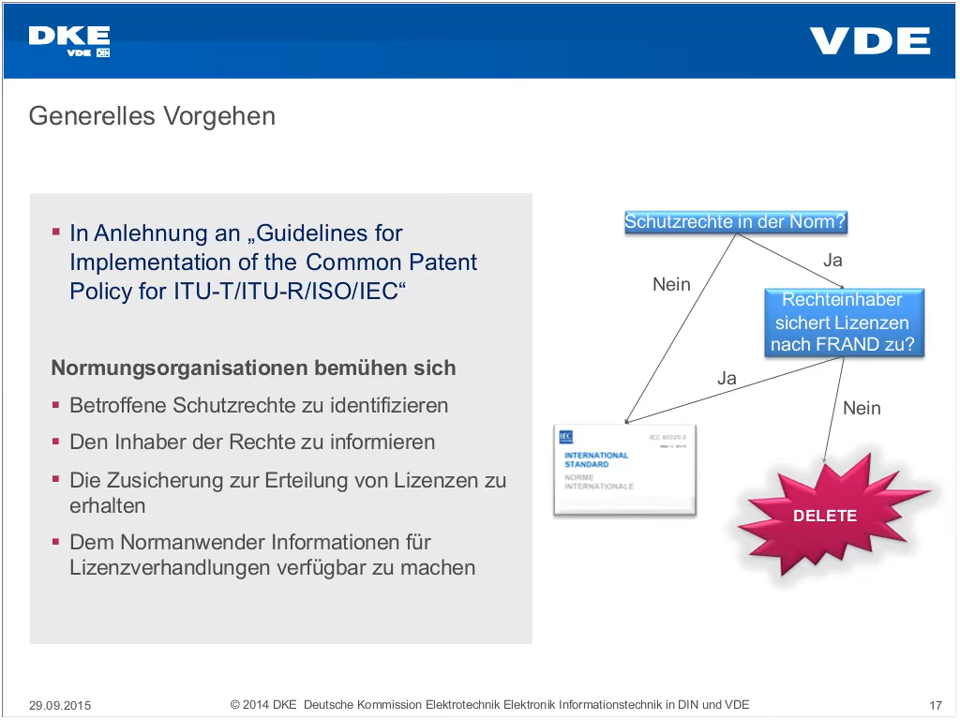 DKE
VDE DIN
VDE
Generelles Vorgehen
In Anlehnung an „Guidelines for
Implementation of the Common Patent
Policy for ITU-T/ITU-R/ISO/IEC“
Normungsorganisationen bemühen sich
Betroffene Schutzrechte zu identifizieren
Den Inhaber der Rechte zu informieren
Die Zusicherung zur Erteilung von Lizenzen zu
erhalten
Dem Normanwender Informationen für
Lizenzverhandlungen verfügbar zu machen
Schutzrechte in der Norm?
Ja
Nein
Rechteinhaber
sichert Lizenzen
nach FRAND zu?
Ja
Nein
IEC
INTERNATIONAL
STANDARD
NORME
INTERNATIONALE
DELETE
29.09.2015
© 2014 DKE Deutsche Kommission Elektrotechnik Elektronik Informationstechnik in DIN und VDE
17